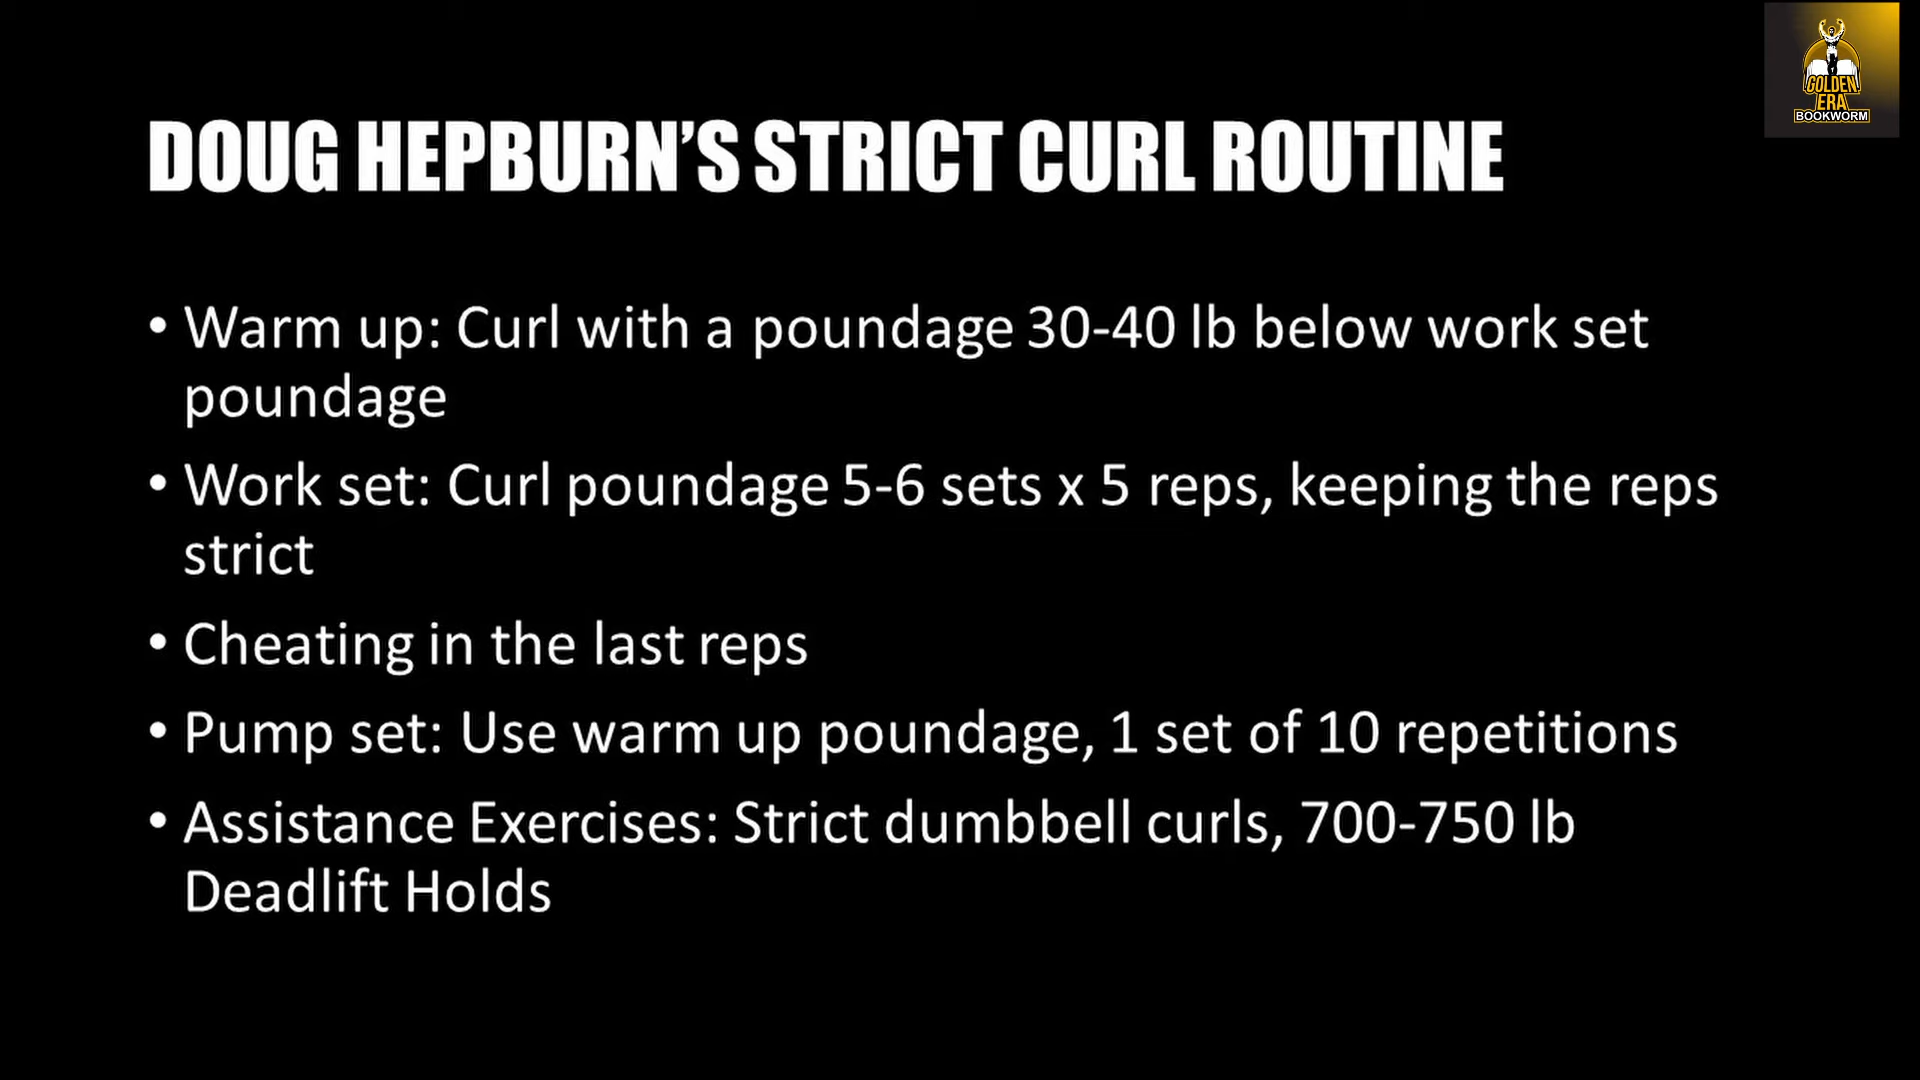 GOLDEN
ERA
BOOKWORM
DOUG HEPBURN’S STRICT CURL ROUTINE
• Warm up: Curl with a poundage 30-40 lb below work set
poundage
• Work set: Curl poundage 5-6 sets x 5 reps, keeping the reps
strict
• Cheating in the last reps
• Pump set: Use warm up poundage, 1 set of 10 repetitions
• Assistance Exercises: Strict dumbbell curls, 700-750 lb
Deadlift Holds